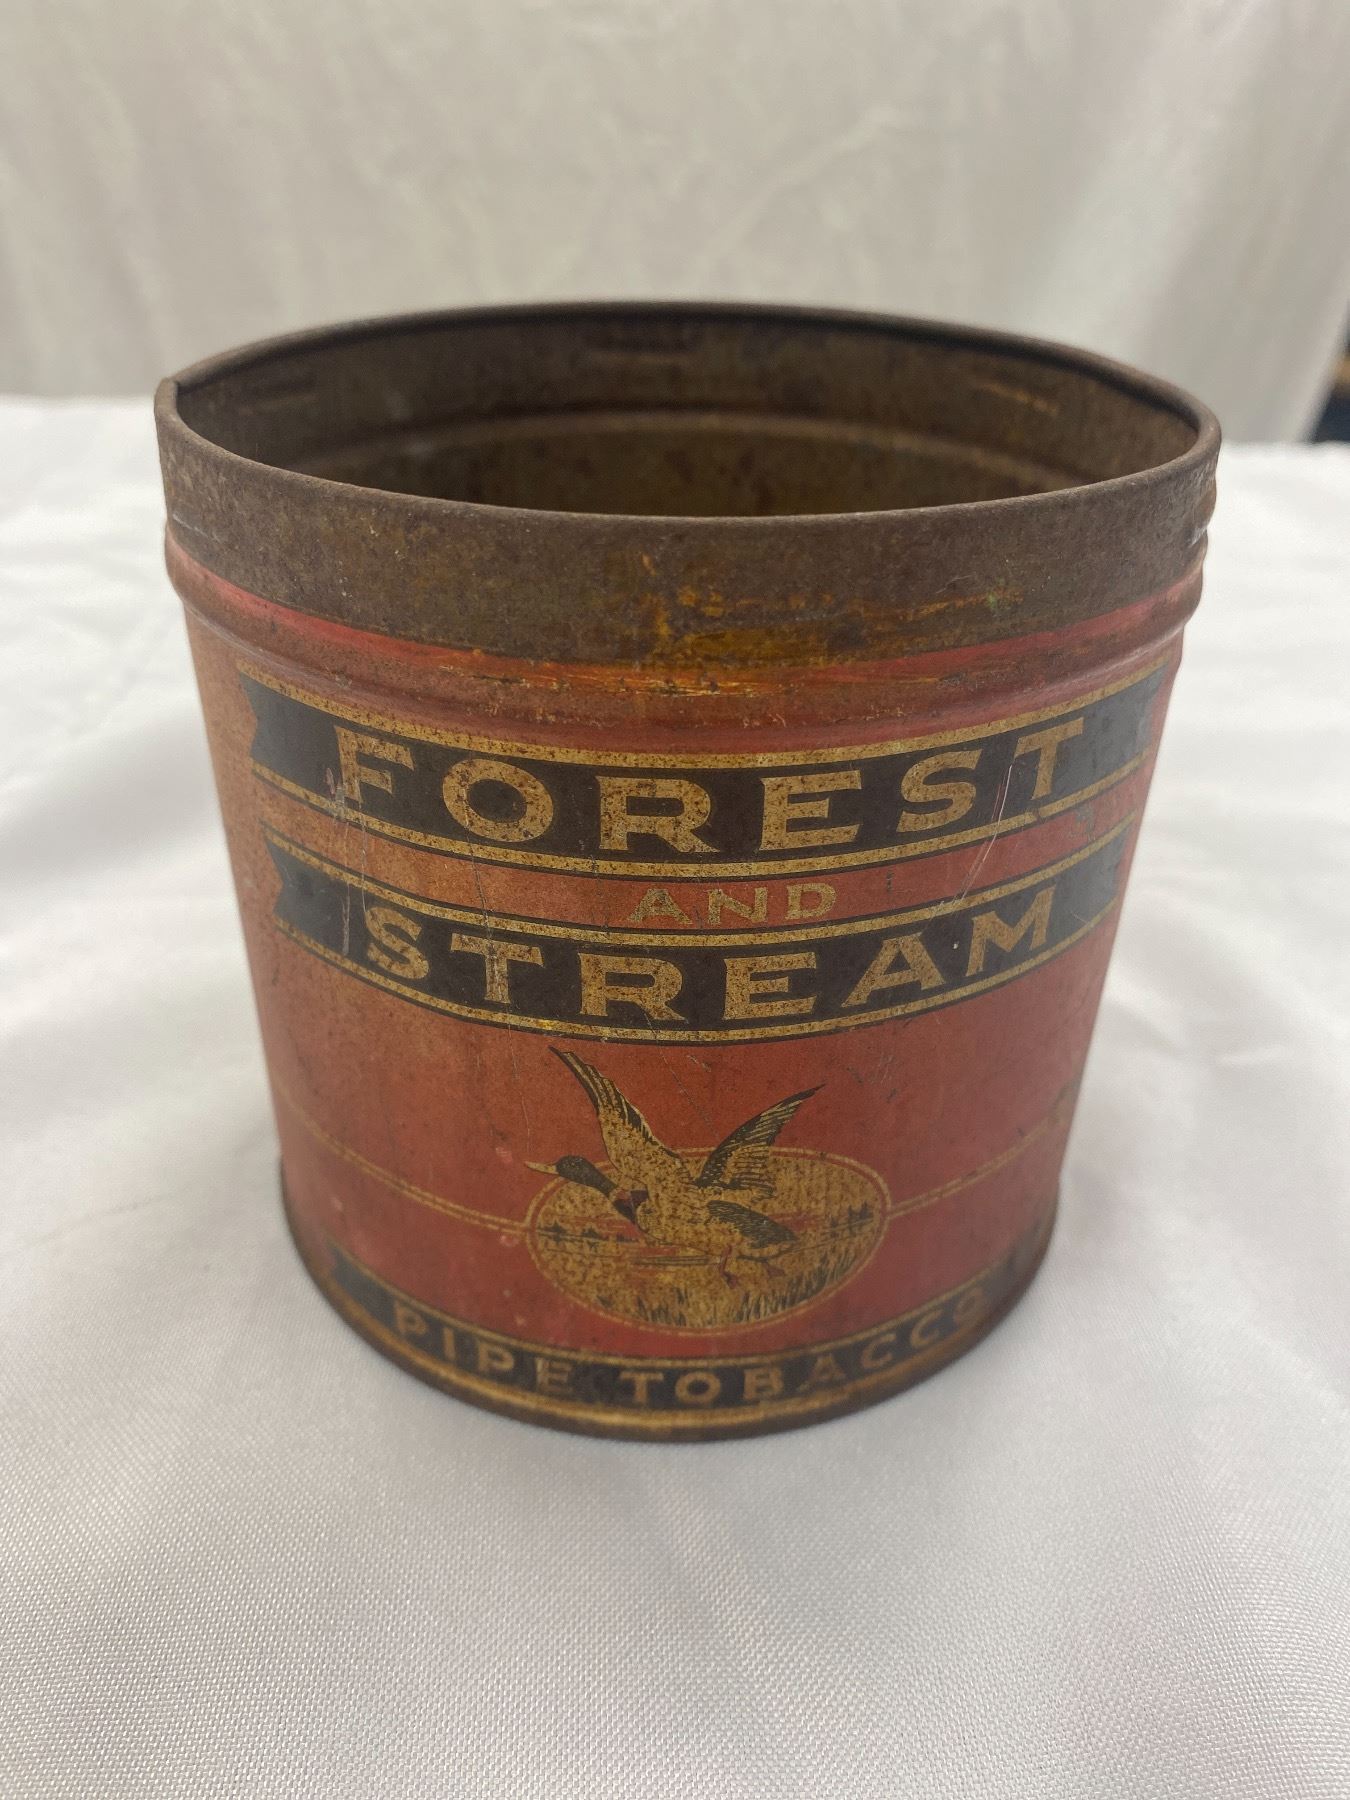 FOREST
AND
STREAM
PIPE TOBACCO